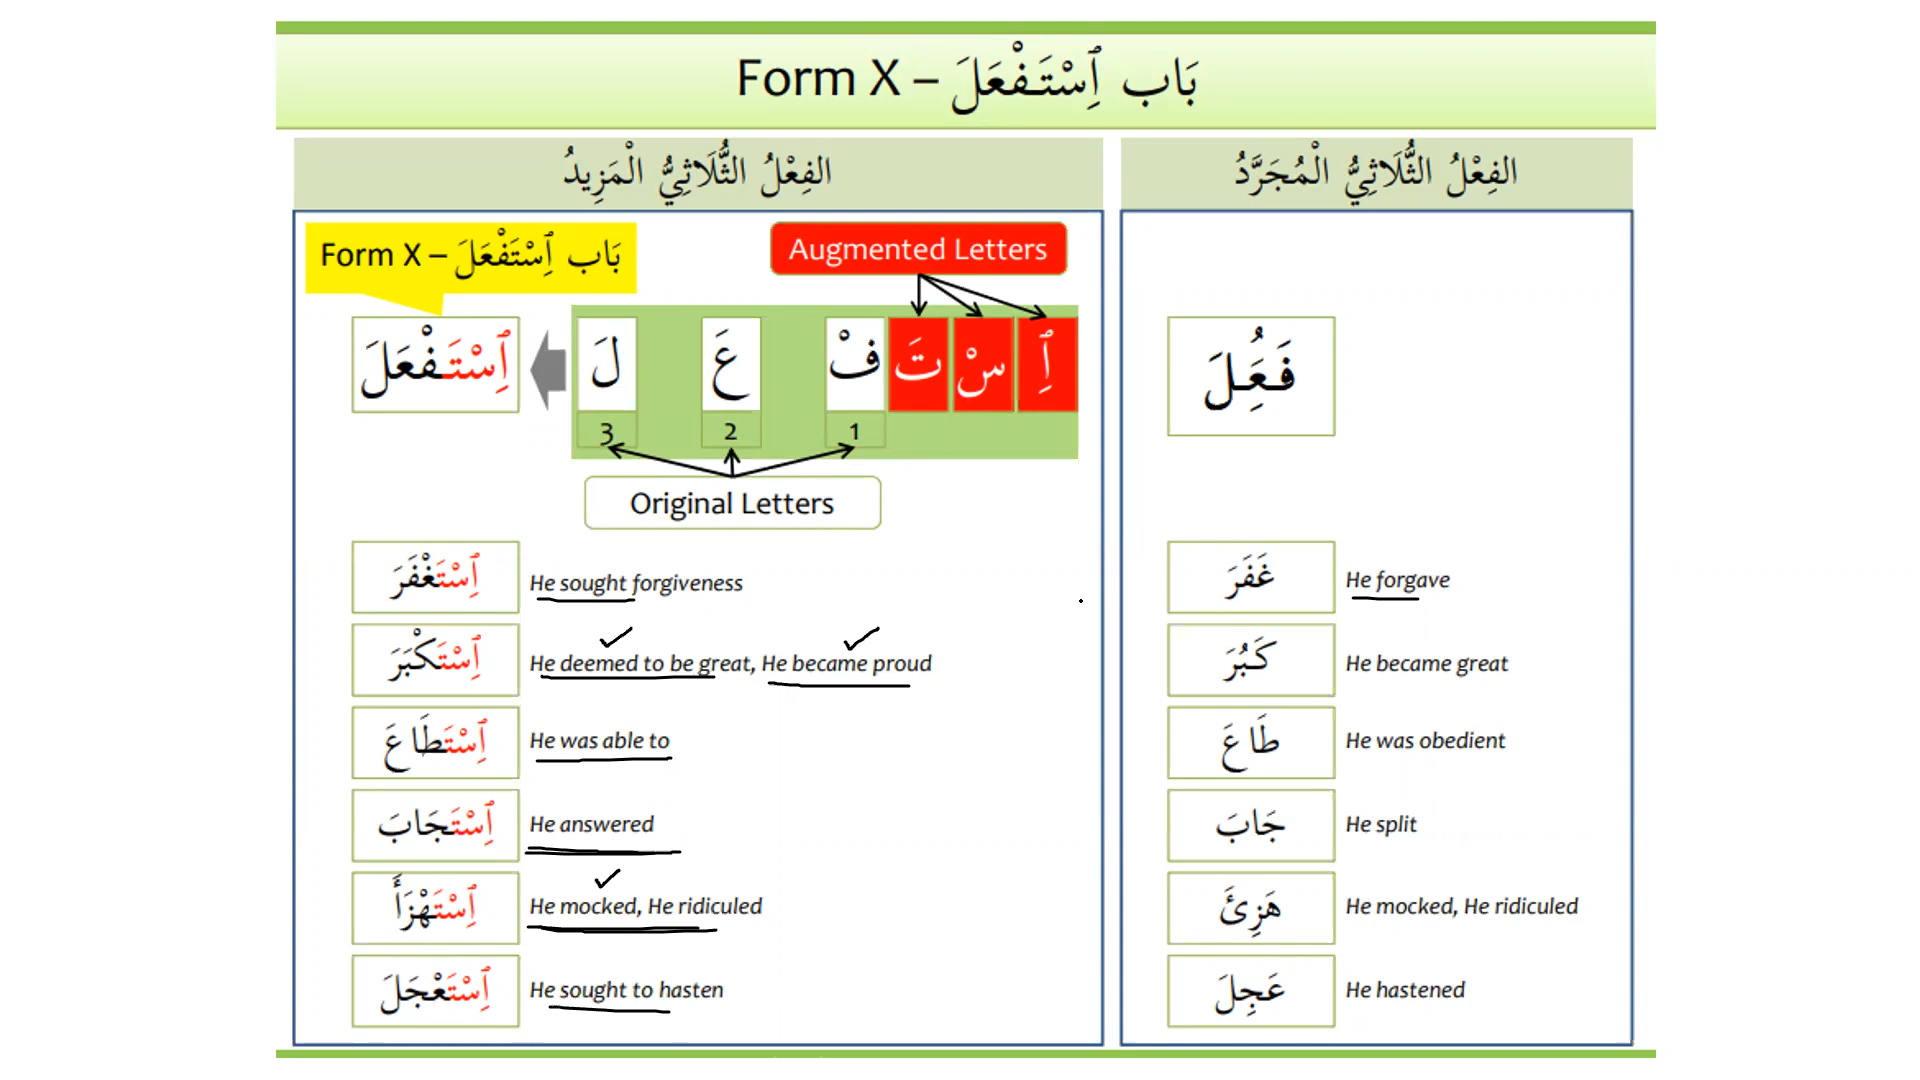 Form X – بَاب ٱِسْتَـفْعَلَ
الفِعْلُ الثُّلَاثِيُّ الْمَزِيدُ
الفِعْلُ الثُّلَاثِيُّ الْمُجَرَّدُ
Form X – بَاب ٱِسْتَفْعَلَ
Augmented Letters
ٱِ سْ تَ فْ عَ لَ
ٱِسْتَـفْعَلَ
فَعَُِلَ
3 2 1
Original Letters
ٱِسْتَغْفَرَ He sought forgiveness
غَفَرَ He forgave
ٱِسْتَكْبَرَ He deemed to be great, He became proud
كَبُرَ He became great
ٱِسْتَطَاعَ He was able to
طَاعَ He was obedient
ٱِسْتَجَابَ He answered
جَابَ He split
ٱِسْتَهْزَأَ He mocked, He ridiculed
هَزِئَ He mocked, He ridiculed
ٱِسْتَعْجَلَ He sought to hasten
عَجِلَ He hastened